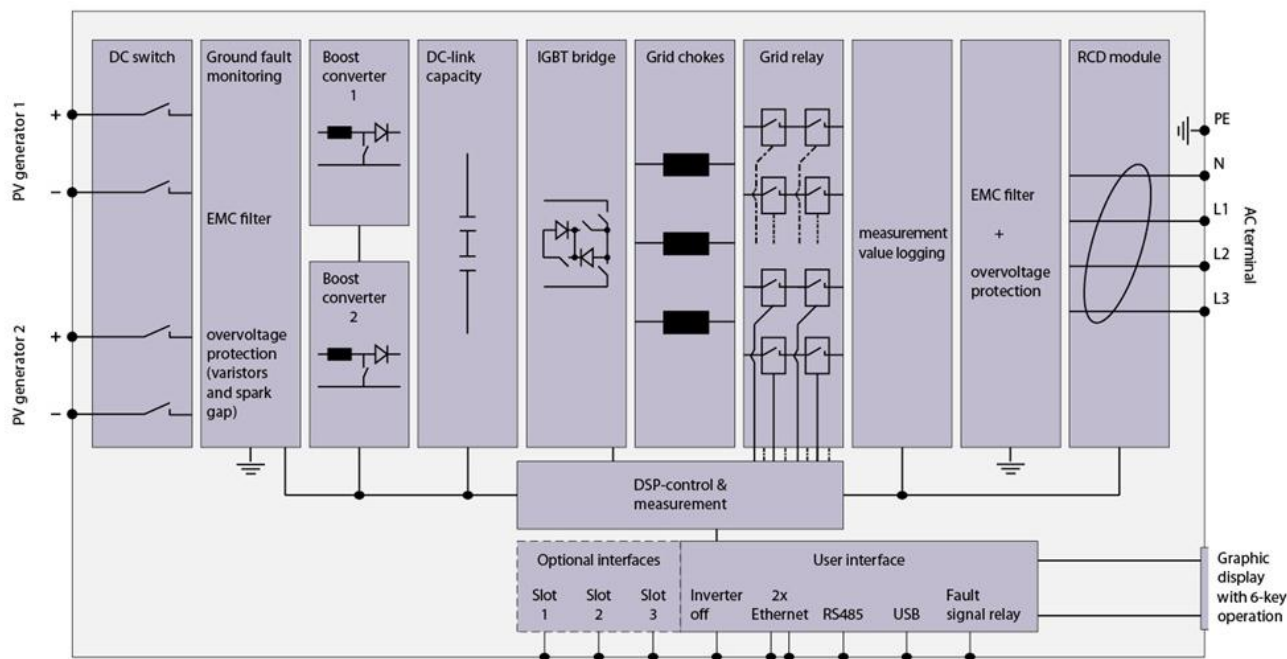 DC switch
Ground fault
monitoring
EMC filter
overvoltage
protection
(varistors
and spark
gap)
Boost
converter
1
Boost
converter
2
DC-link
capacity
IGBT bridge
Grid chokes
Grid relay
measurement
value logging
EMC filter
+
overvoltage
protection
RCD module
PV generator 1
+
–
PV generator 2
+
–
PE
N
L1
L2
L3
AC terminal
DSP-control &
measurement
Optional interfaces
Slot
1
Slot
2
Slot
3
User interface
Inverter
off
2x
Ethernet
RS485
USB
Fault
signal relay
Graphic
display
with 6-key
operation